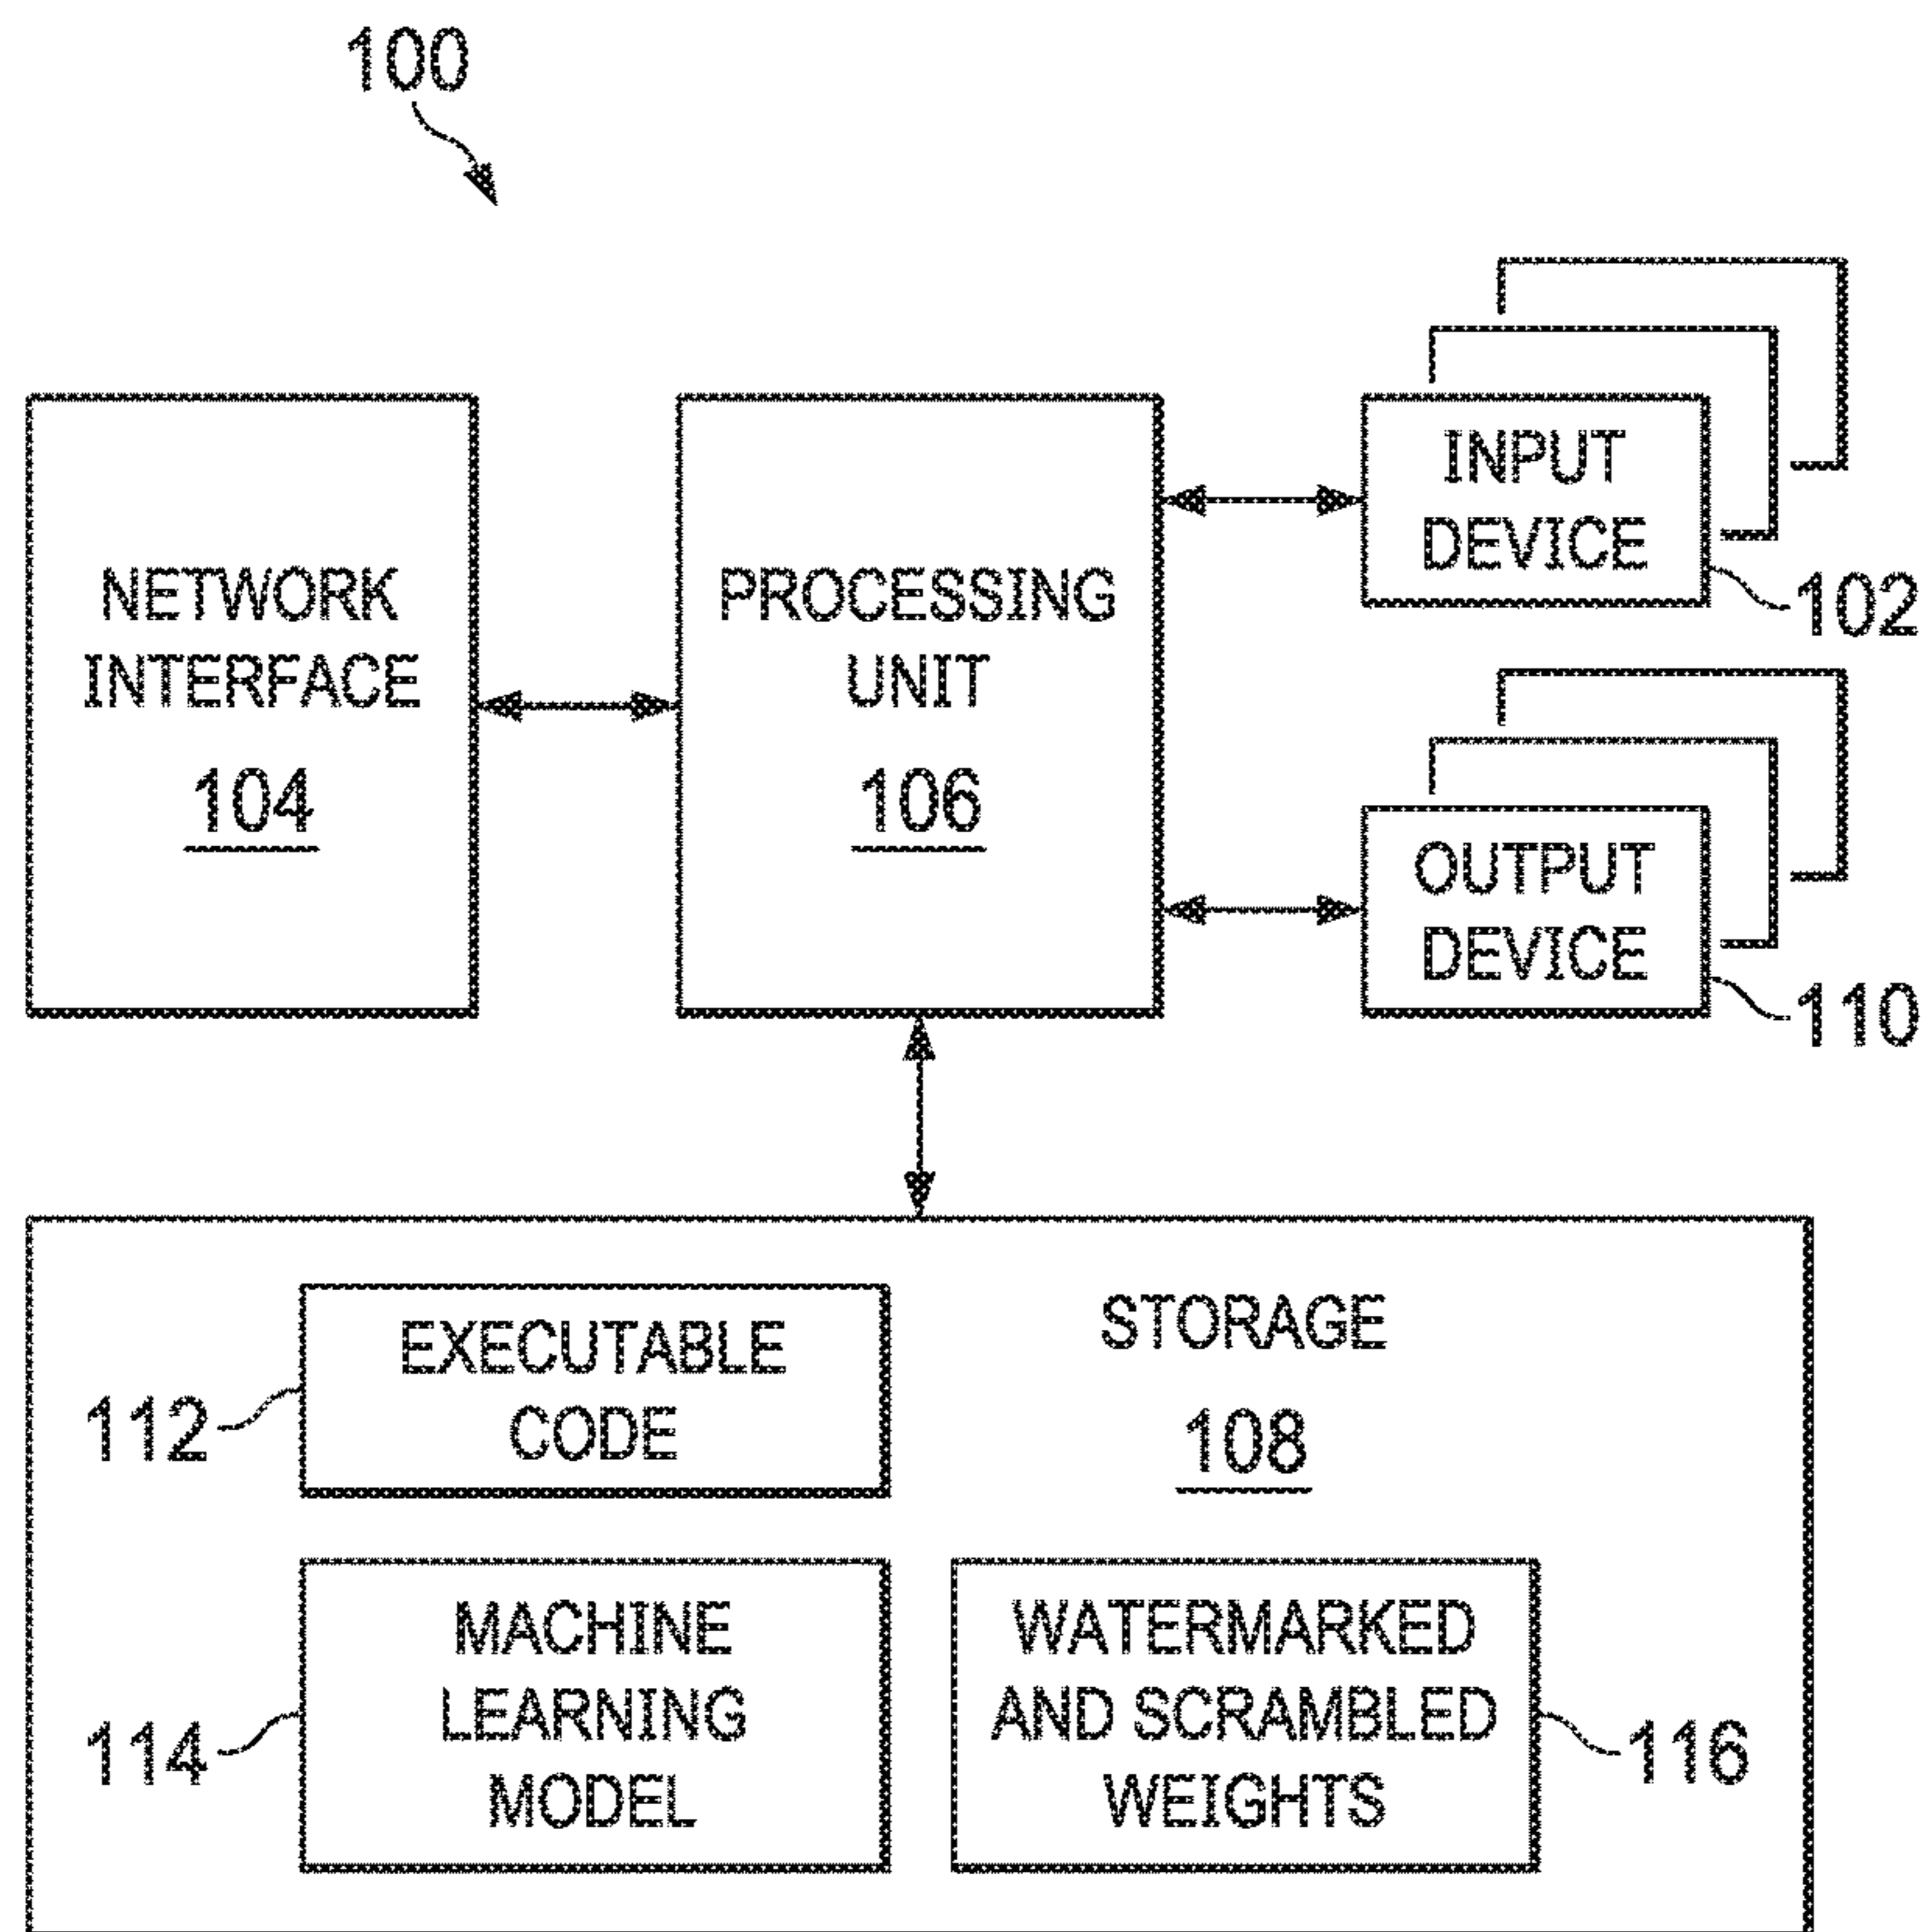 100
NETWORK
INTERFACE
104
PROCESSING
UNIT
106
INPUT
DEVICE
102
OUTPUT
DEVICE
110
EXECUTABLE
CODE
112
STORAGE
108
MACHINE
LEARNING
MODEL
114
WATERMARKED
AND SCRAMBLED
WEIGHTS
116